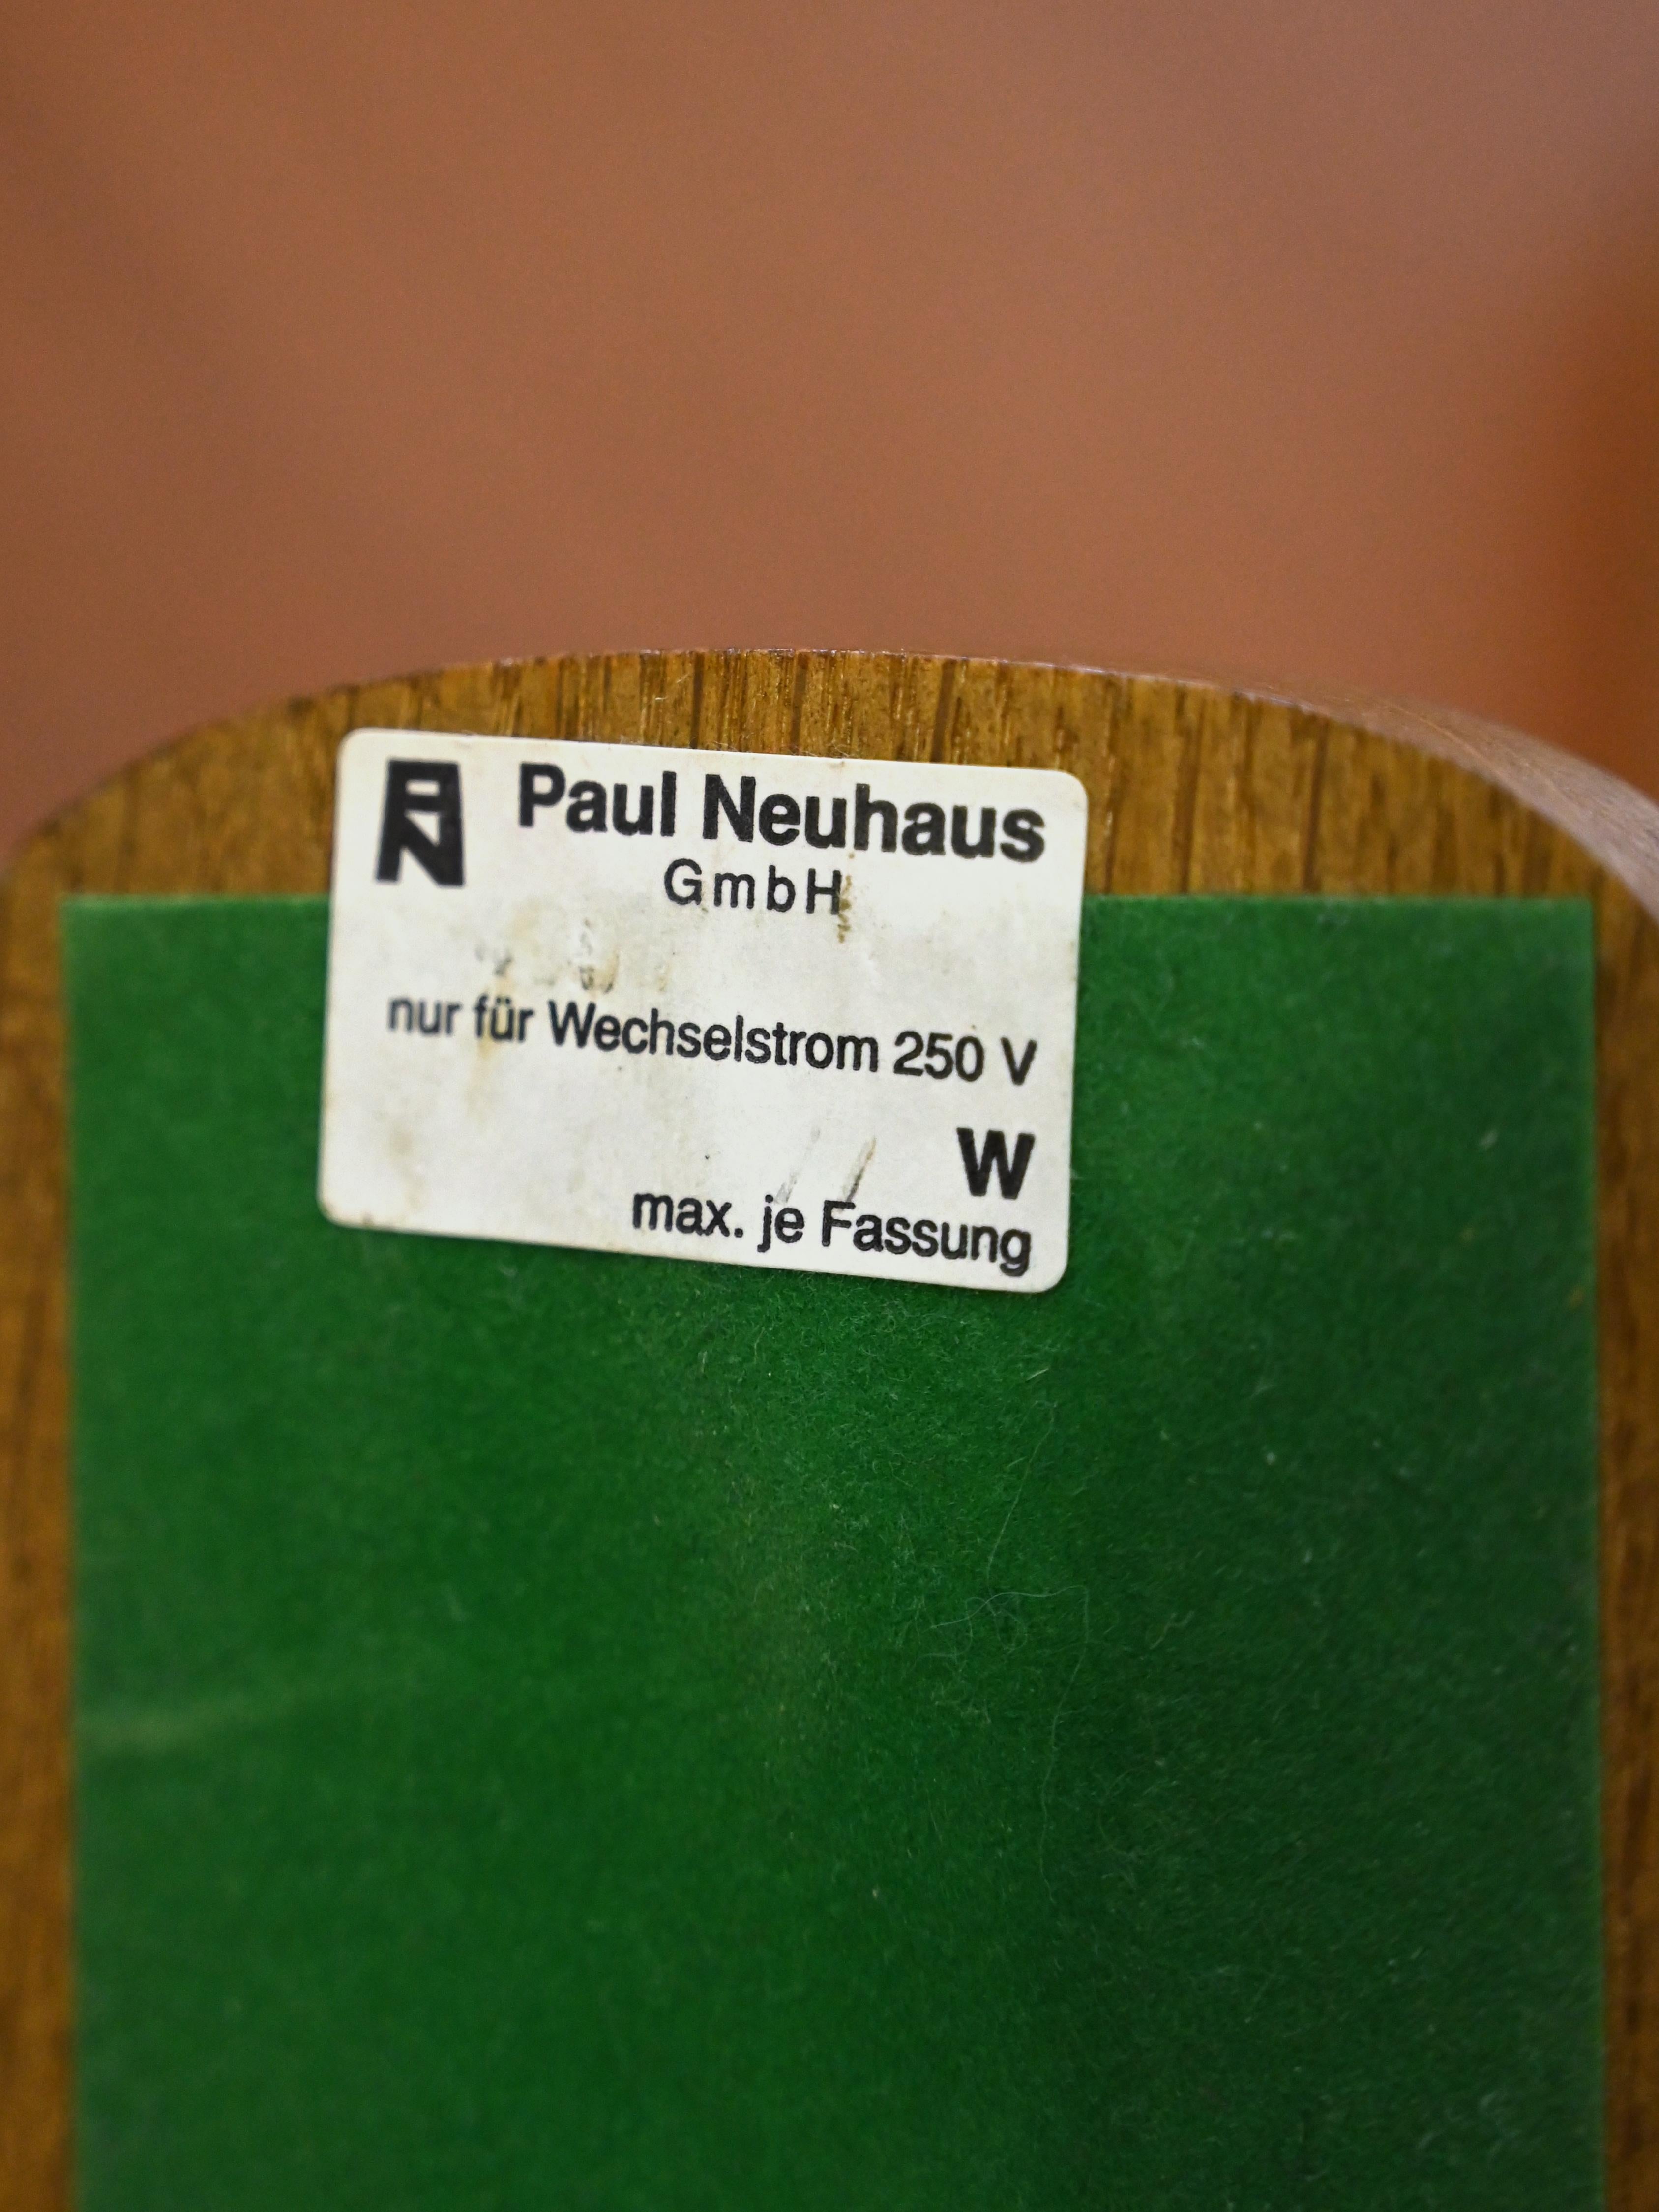 Paul Neuhaus
GmbH
nur für Wechselstrom 250 V
W
max. je Fassung